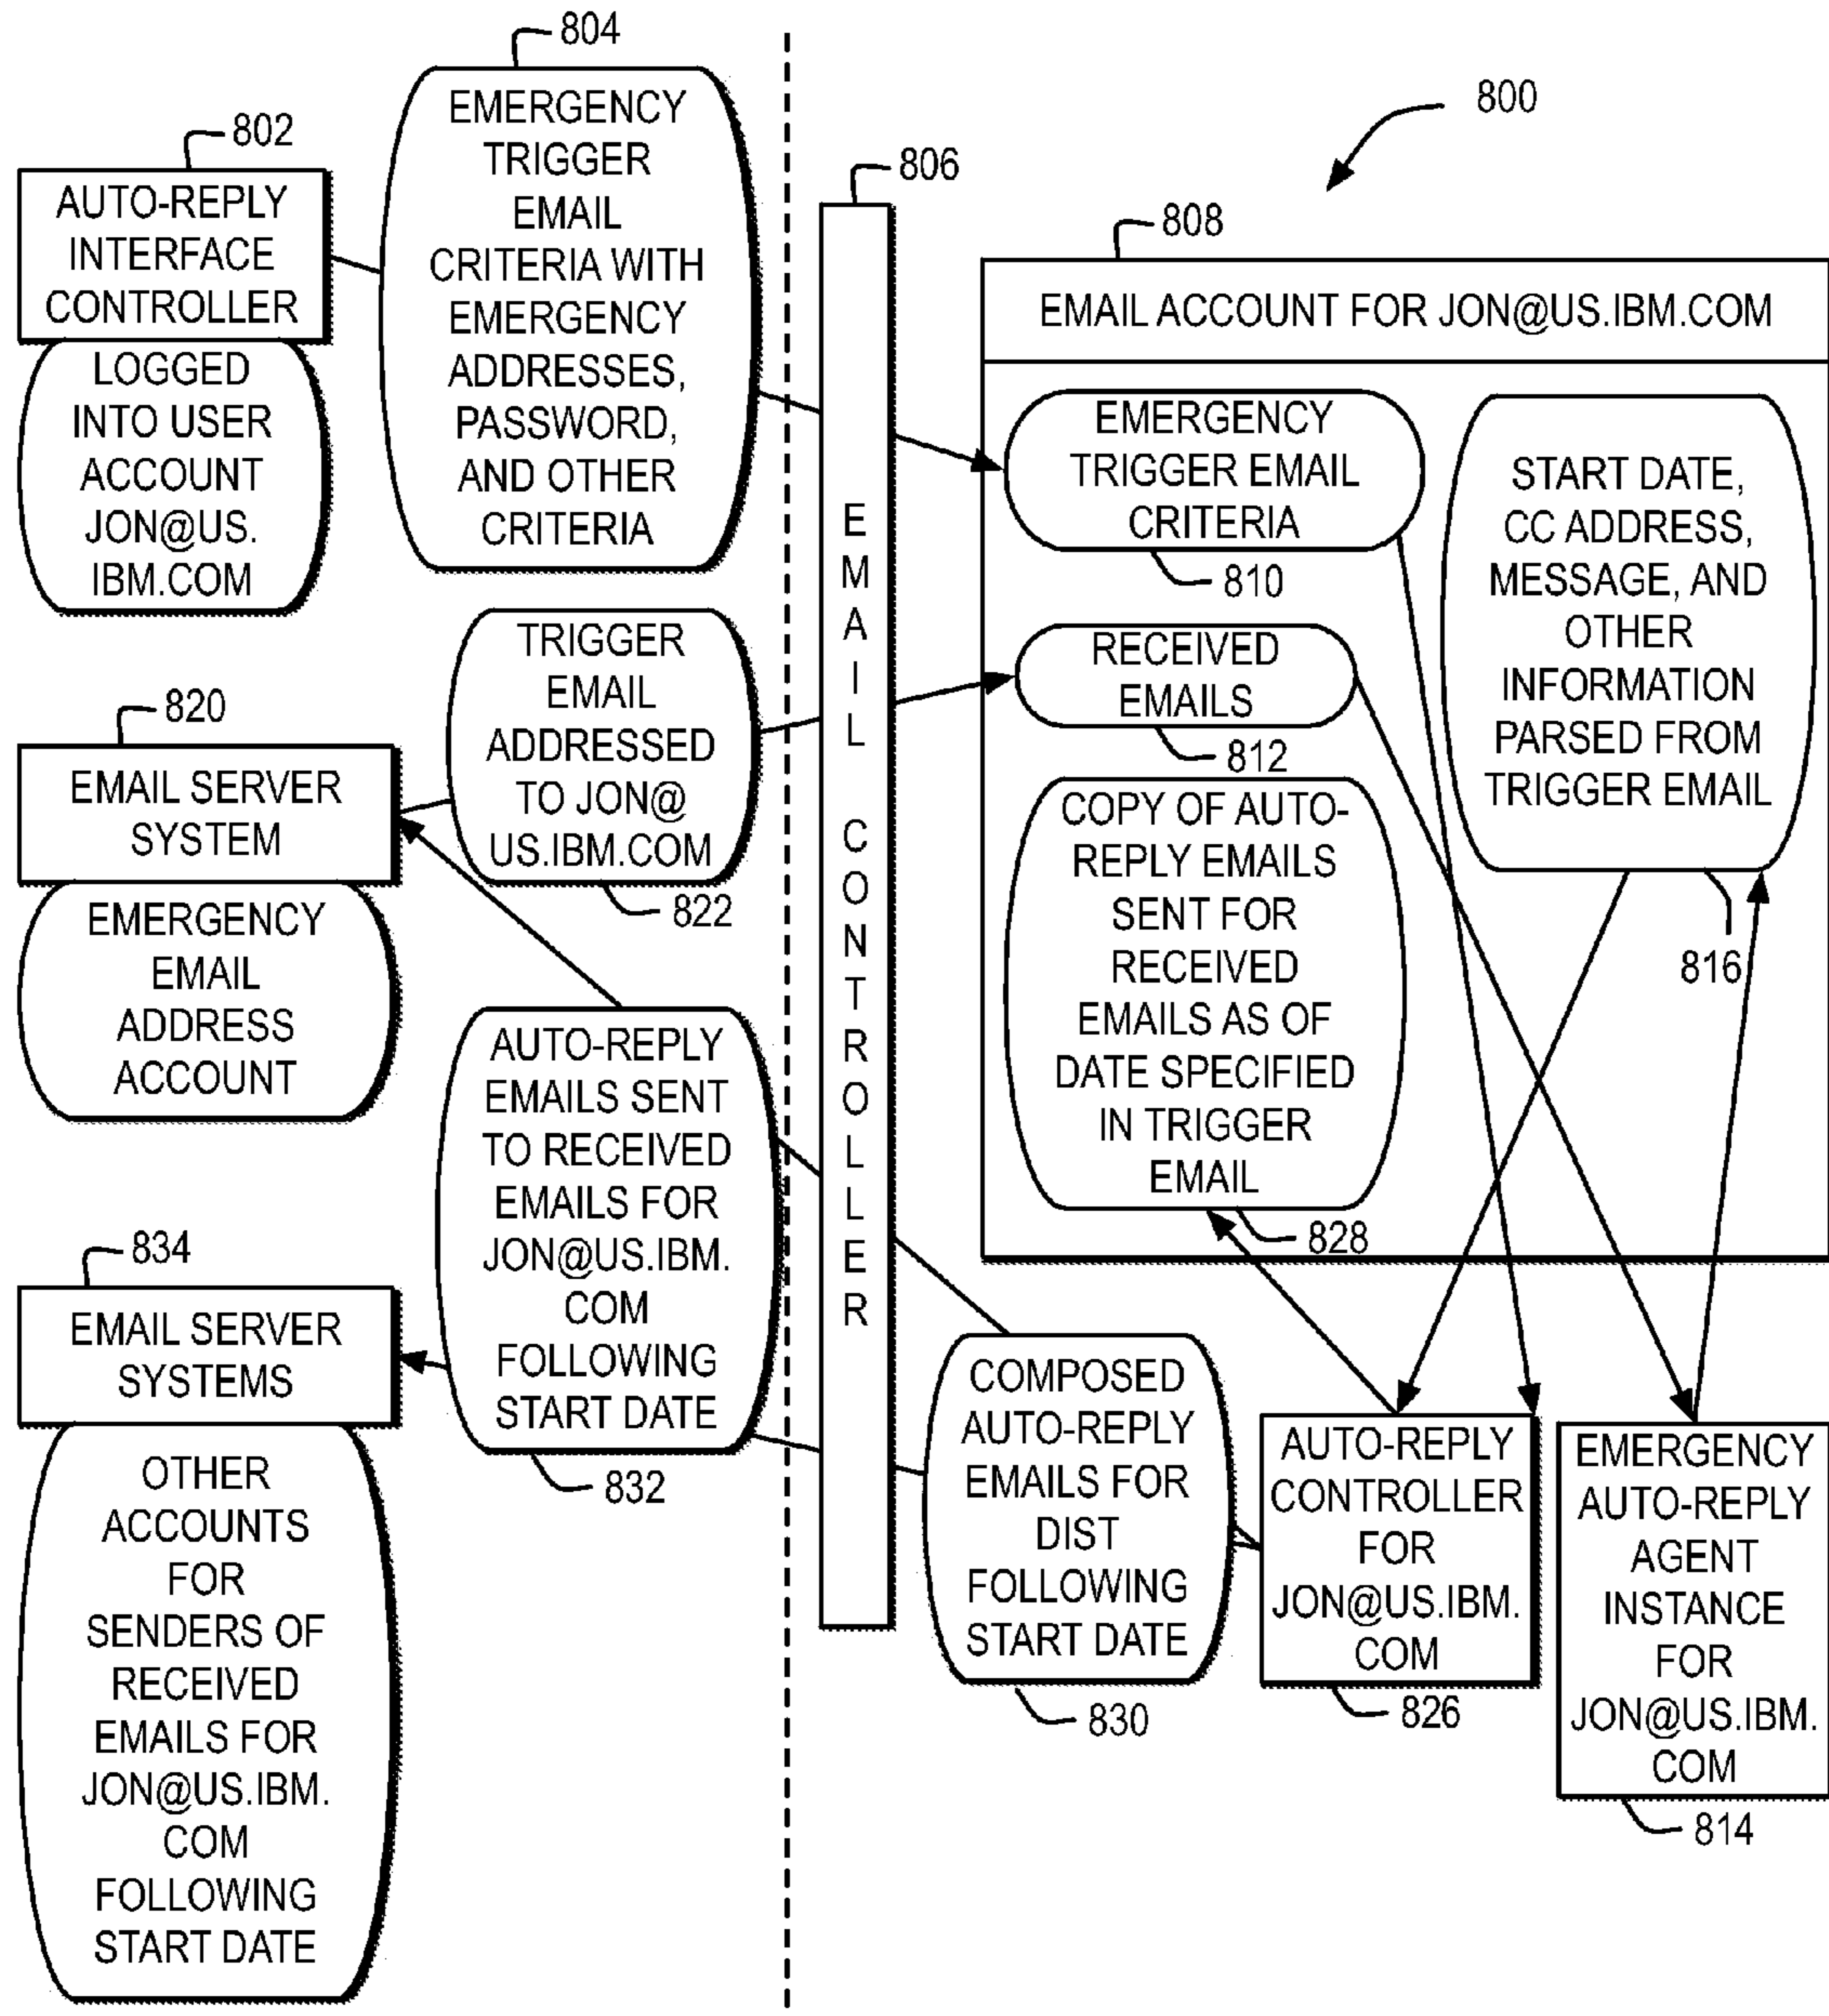 804
EMERGENCY
TRIGGER
EMAIL
CRITERIA WITH
EMERGENCY
ADDRESSES,
PASSWORD,
AND OTHER
CRITERIA
802
AUTO-REPLY
INTERFACE
CONTROLLER
LOGGED
INTO USER
ACCOUNT
JON@US.
IBM.COM
806
EMAIL CONTROLLER
800
808
EMAIL ACCOUNT FOR JON@US.IBM.COM
EMERGENCY
TRIGGER EMAIL
CRITERIA
810
RECEIVED
EMAILS
812
START DATE,
CC ADDRESS,
MESSAGE, AND
OTHER
INFORMATION
PARSED FROM
TRIGGER EMAIL
816
COPY OF AUTO-
REPLY EMAILS
SENT FOR
RECEIVED
EMAILS AS OF
DATE SPECIFIED
IN TRIGGER
EMAIL
828
820
EMAIL SERVER
SYSTEM
EMERGENCY
EMAIL
ADDRESS
ACCOUNT
TRIGGER
EMAIL
ADDRESSED
TO JON@
US.IBM.COM
822
AUTO-REPLY
EMAILS SENT
TO RECEIVED
EMAILS FOR
JON@US.IBM.
COM
FOLLOWING
START DATE
832
834
EMAIL SERVER
SYSTEMS
OTHER
ACCOUNTS
FOR
SENDERS OF
RECEIVED
EMAILS FOR
JON@US.IBM.
COM
FOLLOWING
START DATE
COMPOSED
AUTO-REPLY
EMAILS FOR
DIST
FOLLOWING
START DATE
830
AUTO-REPLY
CONTROLLER
FOR
JON@US.IBM.
COM
826
EMERGENCY
AUTO-REPLY
AGENT
INSTANCE
FOR
JON@US.IBM.
COM
814